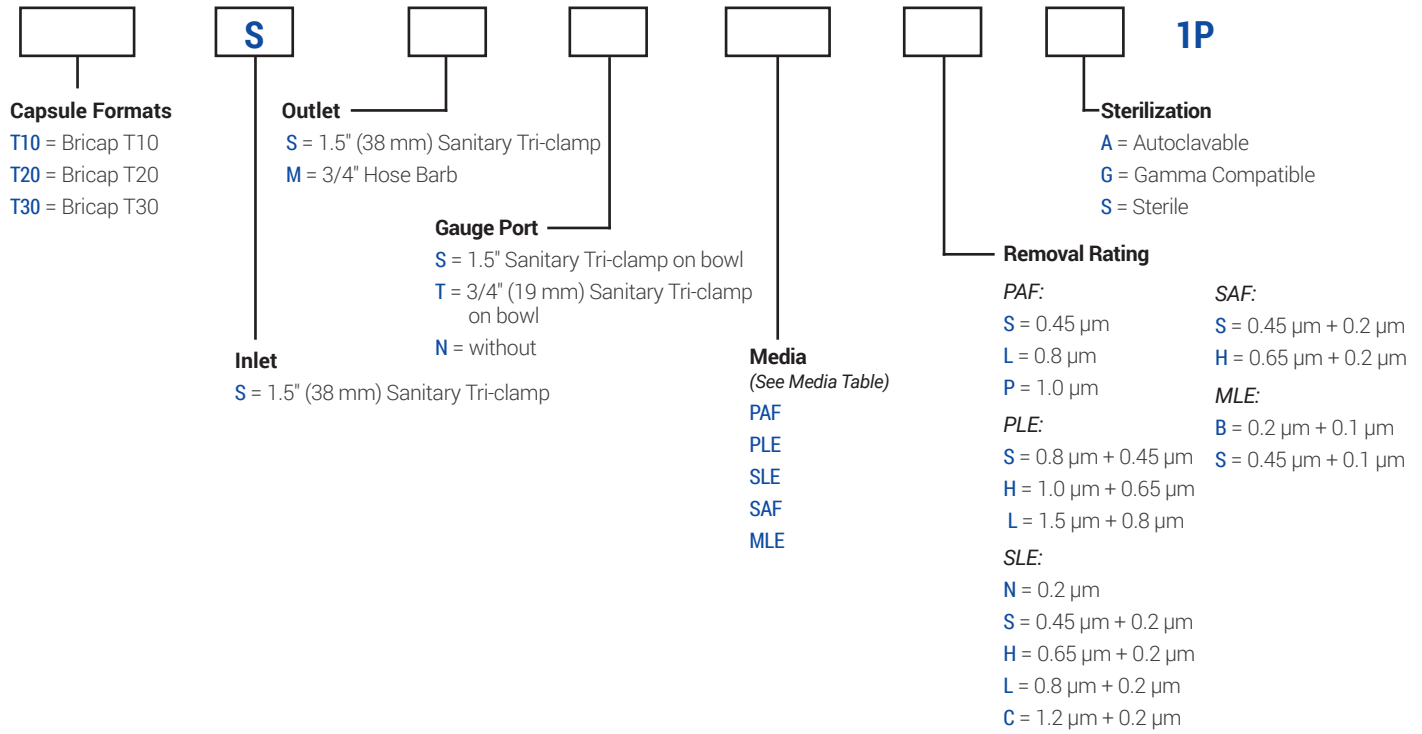 S
1P
Capsule Formats
T10 = Bricap T10
T20 = Bricap T20
T30 = Bricap T30
Outlet
S = 1.5" (38 mm) Sanitary Tri-clamp
M = 3/4" Hose Barb
Gauge Port
S = 1.5" Sanitary Tri-clamp on bowl
T = 3/4" (19 mm) Sanitary Tri-clamp
on bowl
N = without
Inlet
S = 1.5" (38 mm) Sanitary Tri-clamp
Media
(See Media Table)
PAF
PLE
SLE
SAF
MLE
Sterilization
A = Autoclavable
G = Gamma Compatible
S = Sterile
Removal Rating
PAF:
S = 0.45 µm
L = 0.8 µm
P = 1.0 µm
PLE:
S = 0.8 µm + 0.45 µm
H = 1.0 µm + 0.65 µm
L = 1.5 µm + 0.8 µm
SLE:
N = 0.2 µm
S = 0.45 µm + 0.2 µm
H = 0.65 µm + 0.2 µm
L = 0.8 µm + 0.2 µm
C = 1.2 µm + 0.2 µm
SAF:
S = 0.45 µm + 0.2 µm
H = 0.65 µm + 0.2 µm
MLE:
B = 0.2 µm + 0.1 µm
S = 0.45 µm + 0.1 µm